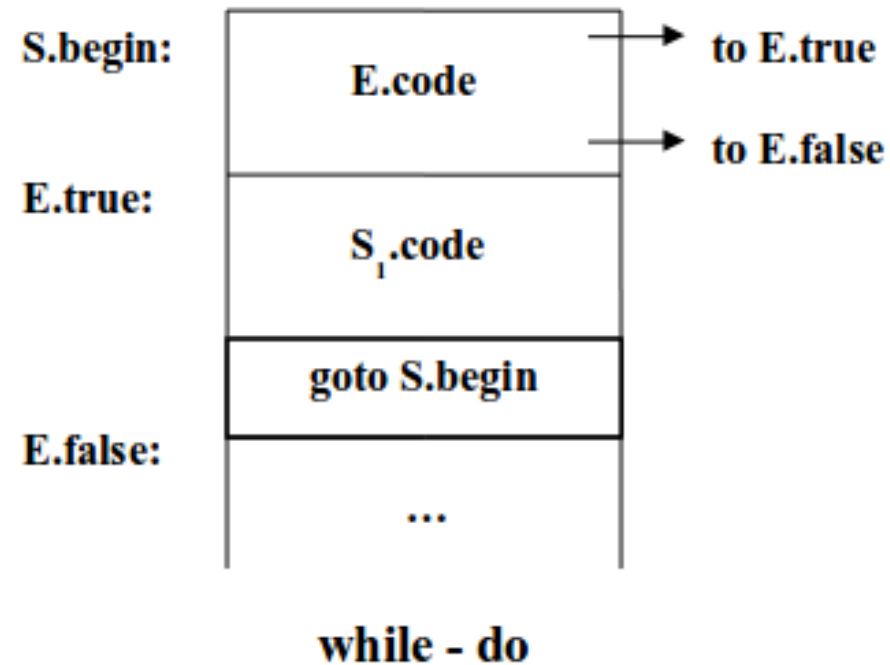 S.begin:
E.code
to E.true
to E.false
E.true:
S₁.code
goto S.begin
E.false:
...
while - do